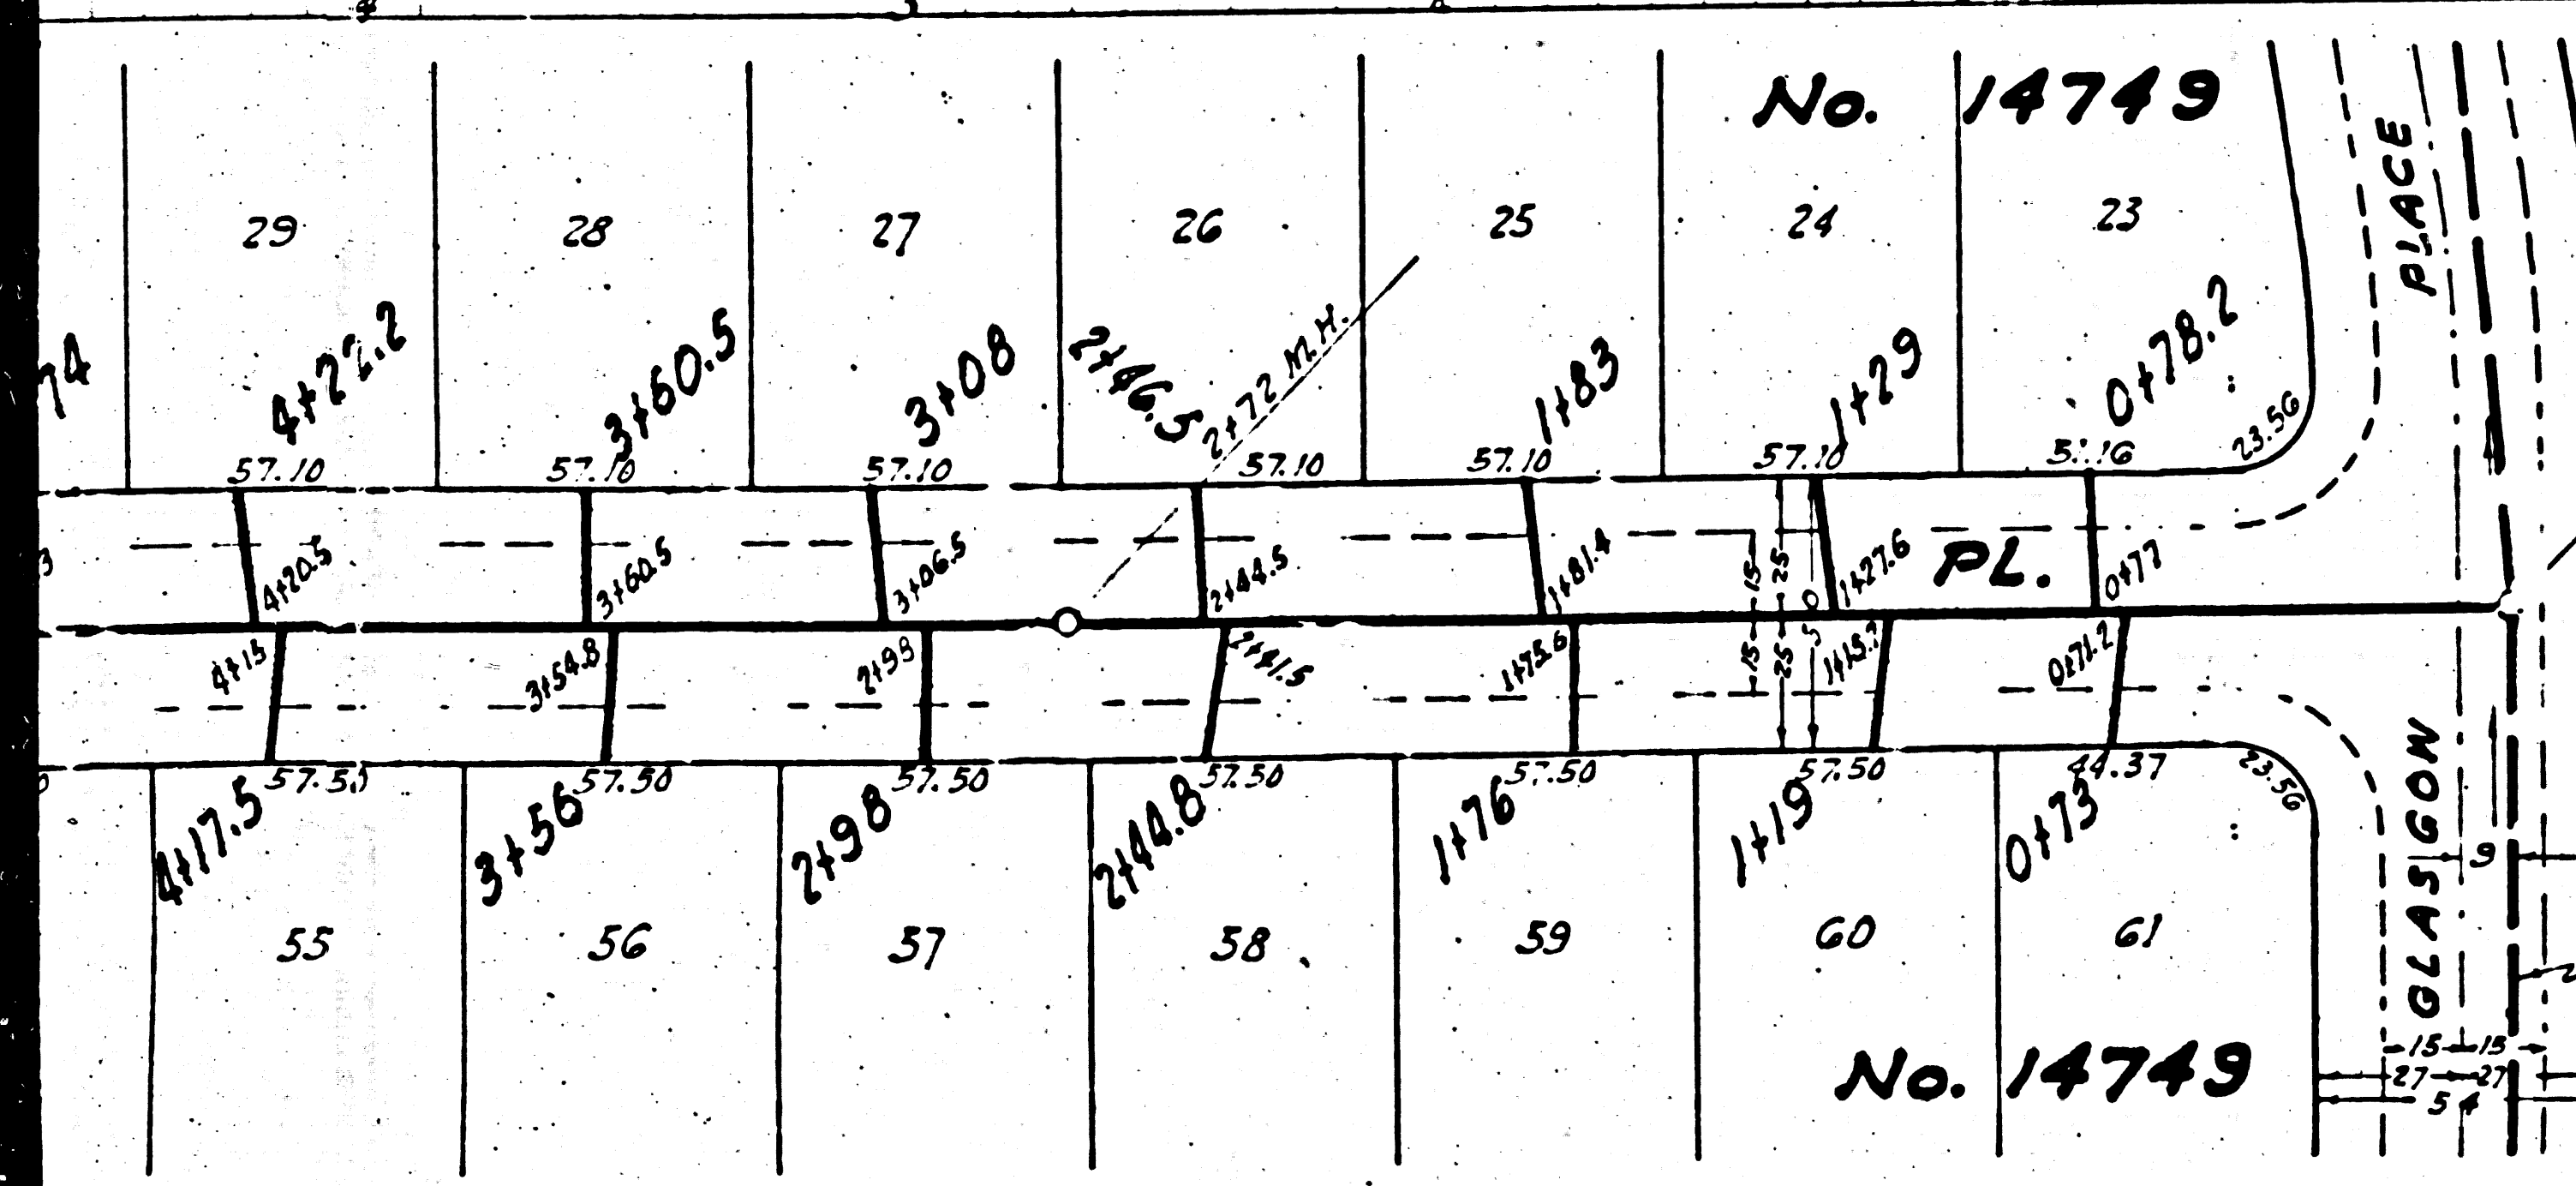 No. 14749
29 28 27 26 25 24 23
PLACE
74 4+22.2 3+60.5 3+08 2+46.5 2+72 M.H. 1+83 1+29 0+78.2
57.10 57.10 57.10 57.10 57.10 57.10 23.56
4+20.5 3+60.5 3+06.5 2+44.5 1+81.4 15 25 1+27.6 PL. 0+77
4+15 3+54.8 2+99 2+41.5 1+75.6 15 25 0+71.2
57.50 57.50 57.50 57.50 57.50 57.50 44.37 23.56
4+17.5 3+56 2+98 2+44.8 1+76 1+19 0+73
GLASGOW
9
55 56 57 58 59 60 61
No. 14749
15 15
27 27
54